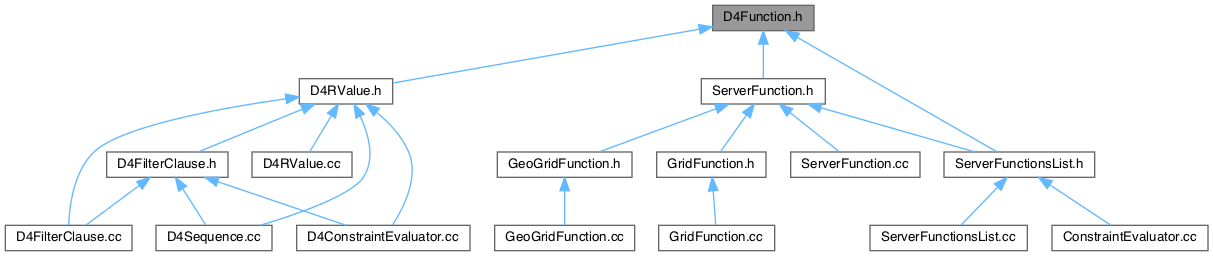 D4Function.h
D4RValue.h
ServerFunction.h
D4FilterClause.h
D4RValue.cc
GeoGridFunction.h
GridFunction.h
ServerFunction.cc
ServerFunctionsList.h
D4FilterClause.cc
D4Sequence.cc
D4ConstraintEvaluator.cc
GeoGridFunction.cc
GridFunction.cc
ServerFunctionsList.cc
ConstraintEvaluator.cc